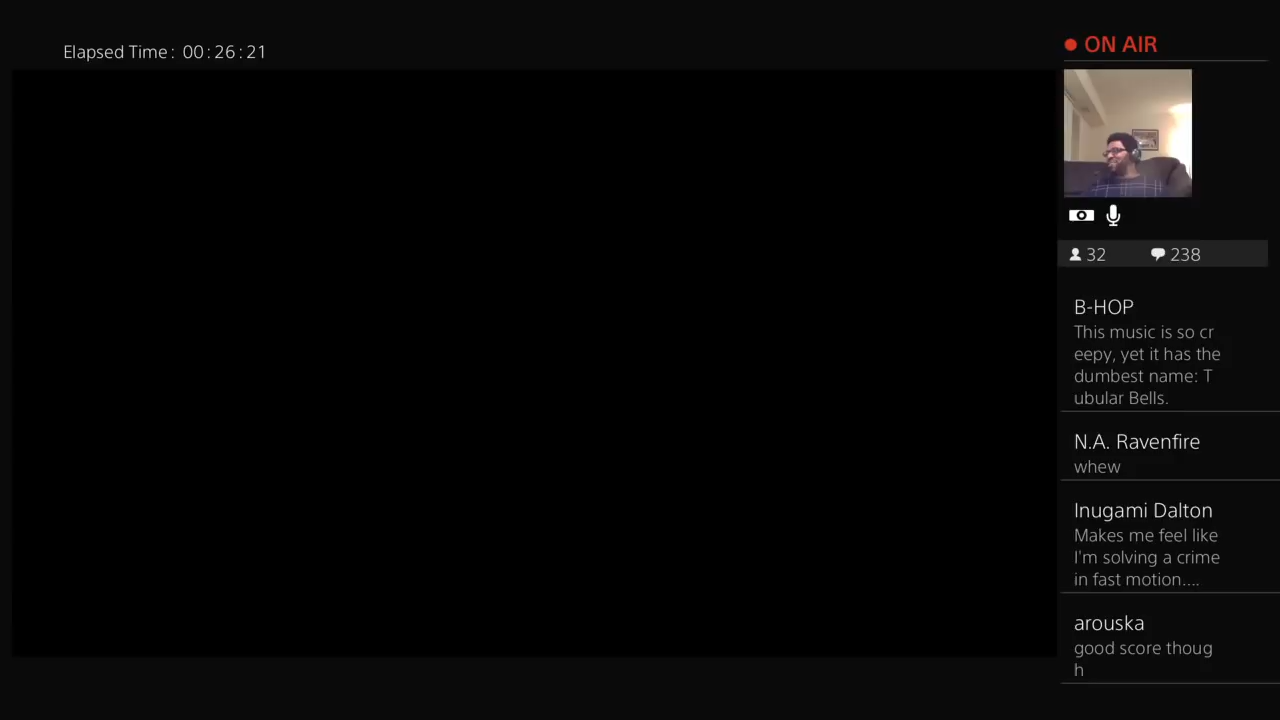 Elapsed Time: 00:26:21
ON AIR
32 238
B-HOP
This music is so cr
eepy, yet it has the
dumbest name: T
ubular Bells.
N.A. Ravenfire
whew
Inugami Dalton
Makes me feel like
I'm solving a crime
in fast motion....
arouska
good score thoug
h